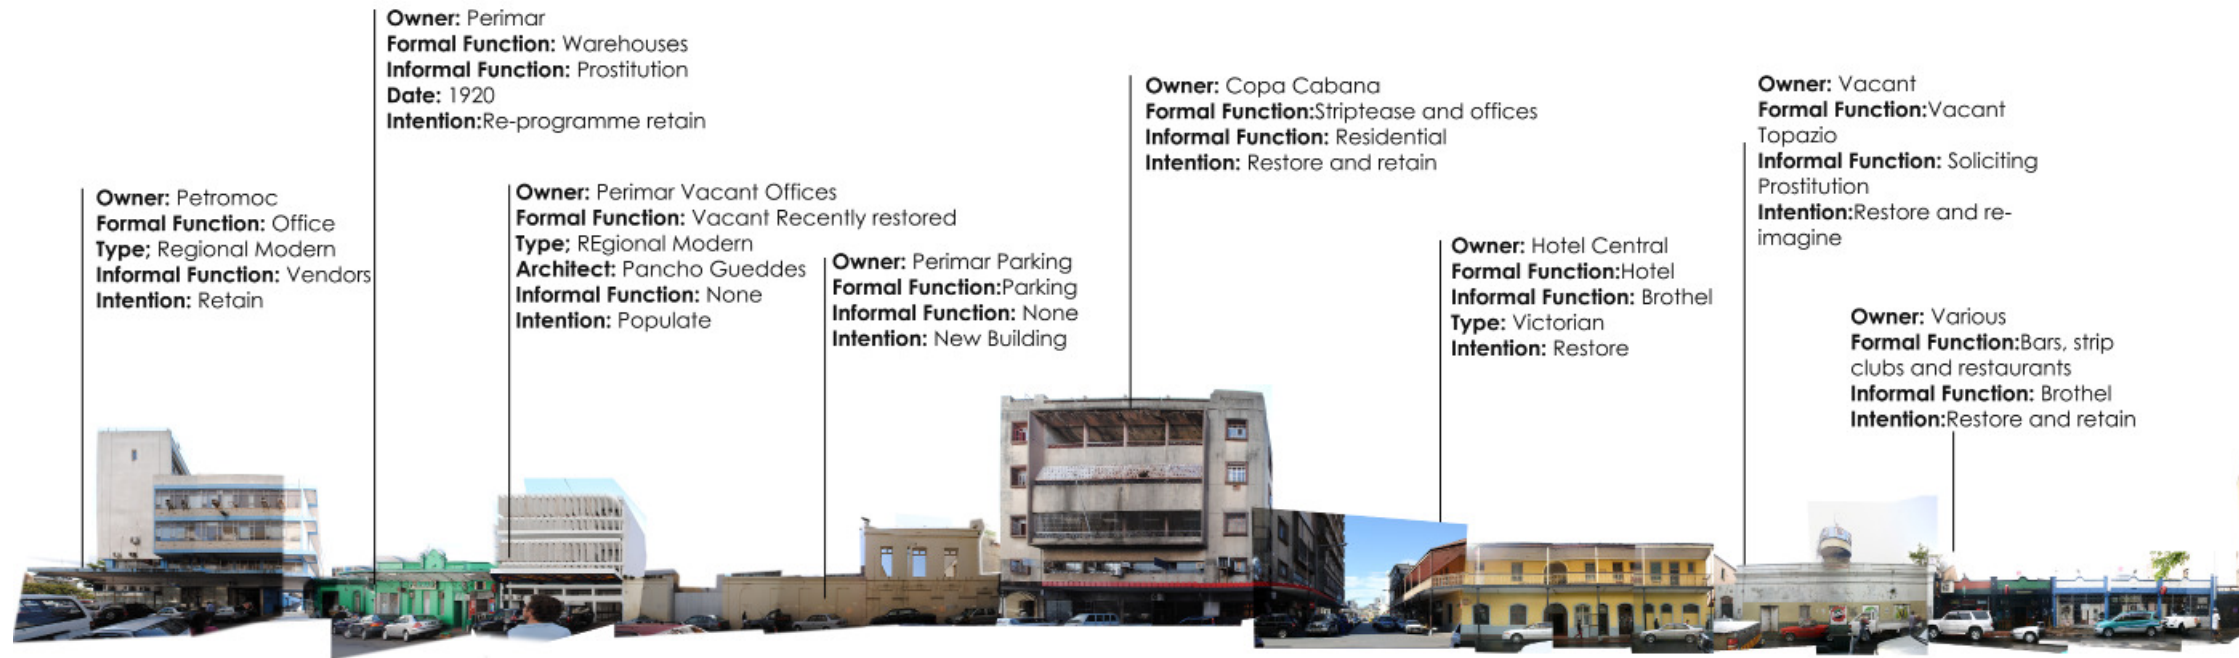 Owner: Petromoc
Formal Function: Office
Type; Regional Modern
Informal Function: Vendors
Intention: Retain
Owner: Perimar
Formal Function: Warehouses
Informal Function: Prostitution
Date: 1920
Intention:Re-programme retain
Owner: Perimar Vacant Offices
Formal Function: Vacant Recently restored
Type; REgional Modern
Architect: Pancho Gueddes
Informal Function: None
Intention: Populate
Owner: Perimar Parking
Formal Function:Parking
Informal Function: None
Intention: New Building
Owner: Copa Cabana
Formal Function:Striptease and offices
Informal Function: Residential
Intention: Restore and retain
Owner: Hotel Central
Formal Function:Hotel
Informal Function: Brothel
Type: Victorian
Intention: Restore
Owner: Vacant
Formal Function:Vacant
Topazio
Informal Function: Soliciting
Prostitution
Intention:Restore and re-
imagine
Owner: Various
Formal Function:Bars, strip
clubs and restaurants
Informal Function: Brothel
Intention:Restore and retain